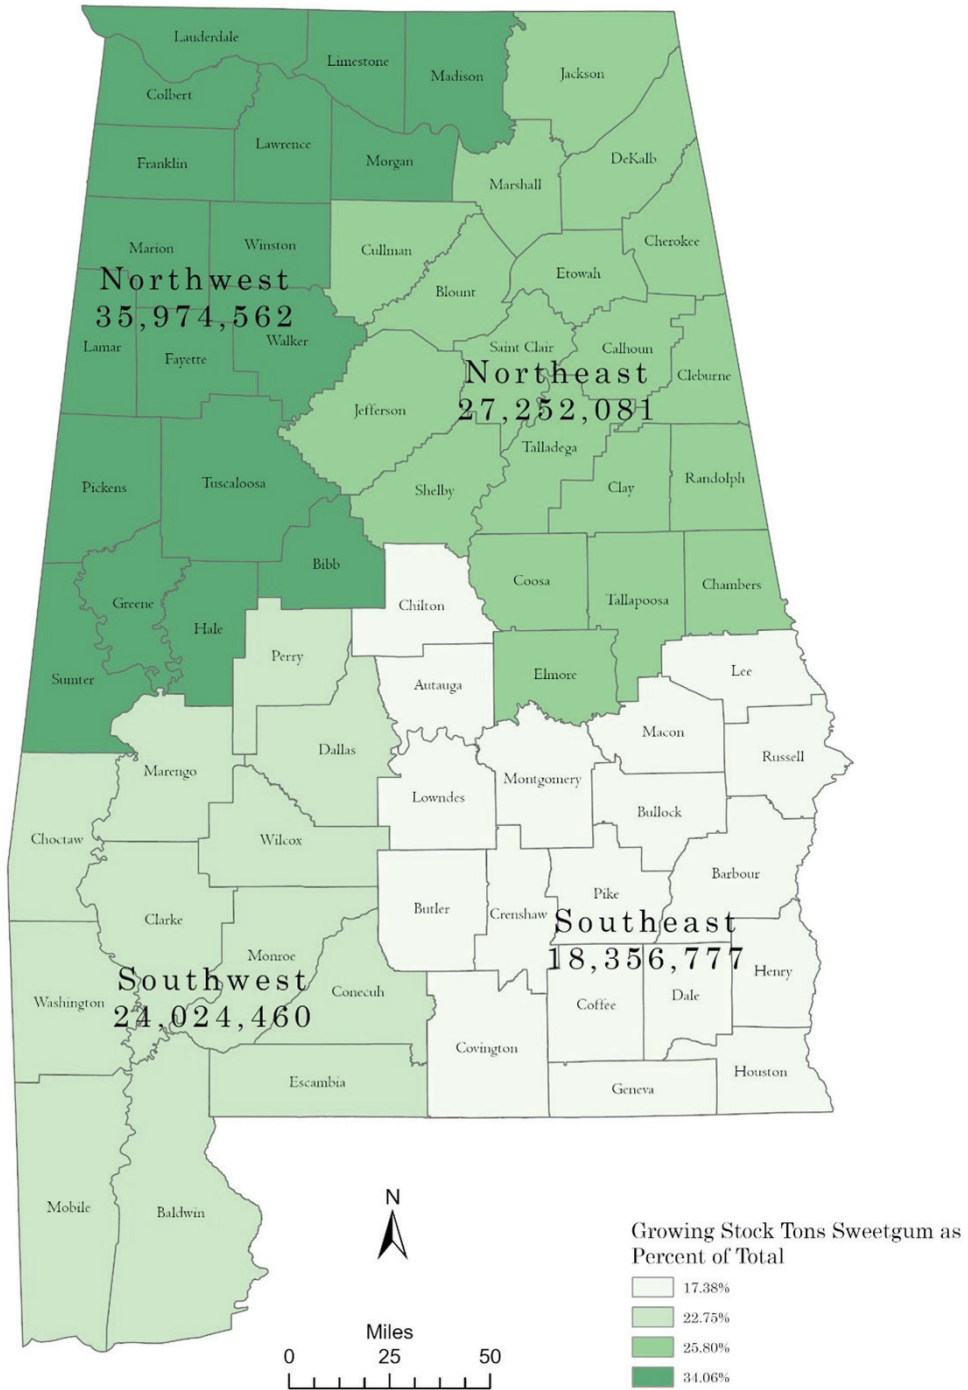 Lauderdale
Limestone
Madison
Jackson
Colbert
Lawrence
Franklin
Morgan
DeKalb
Marshall
Marion
Winston
Cullman
Cherokee
Etowah
Blount
Northwest
35,974,562
Lamar
Fayette
Walker
Saint Clair
Calhoun
Cleburne
Northeast
27,252,081
Jefferson
Talladega
Pickens
Tuscaloosa
Shelby
Clay
Randolph
Bibb
Coosa
Chambers
Greene
Chilton
Tallapoosa
Hale
Perry
Sumter
Autauga
Elmore
Lee
Macon
Dallas
Russell
Marengo
Montgomery
Lowndes
Bullock
Choctaw
Wilcox
Barbour
Clarke
Butler
Crenshaw
Pike
Southeast
18,356,777
Monroe
Henry
Southwest
24,024,460
Washington
Conecuh
Coffee
Dale
Covington
Escambia
Geneva
Houston
Mobile
Baldwin
N
Miles
0 25 50
Growing Stock Tons Sweetgum as
Percent of Total
17.38%
22.75%
25.80%
34.06%